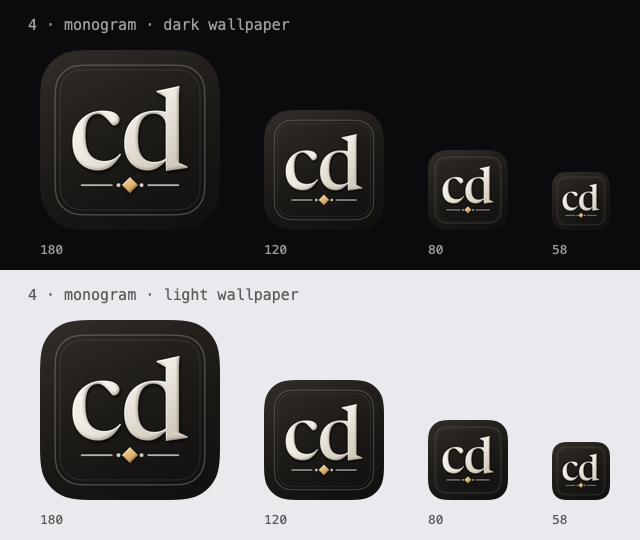 4 · monogram · dark wallpaper
cd cd cd cd
180 120 80 58
4 · monogram · light wallpaper
cd cd cd cd
180 120 80 58